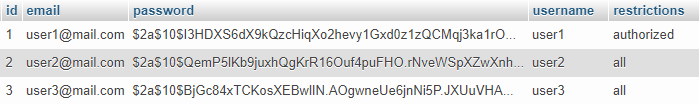 id email password username restrictions
1 user1@mail.com $2a$10$I3HDXS6dX9kQzcHiqXo2hevy1Gxd0z1zQCMqj3ka1rO... user1 authorized
2 user2@mail.com $2a$10$QemP5lKb9juxhQgKrR16Ouf4puFHO.rNveWSpXZwXnh... user2 all
3 user3@mail.com $2a$10$BjGc84xTCKosXEBwIlN.AOgwneUe6jnNi5P.JXUuVHA... user3 all